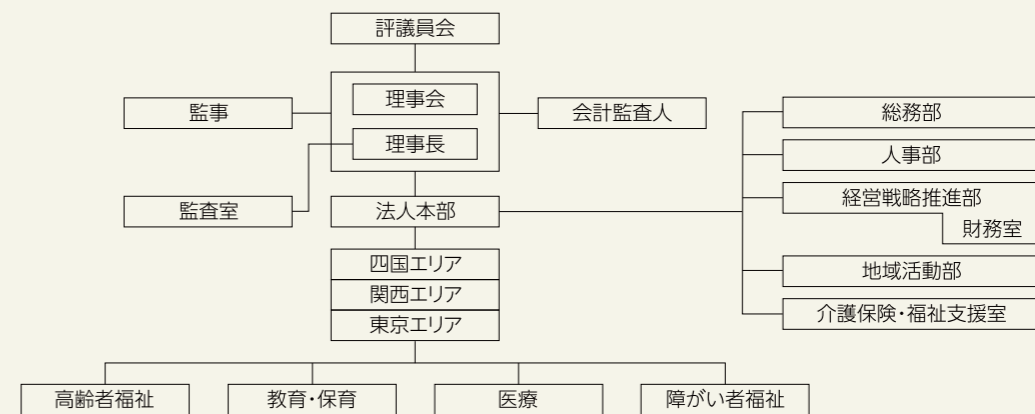 評議員会
理事会
監事
会計監査人
総務部
理事長
人事部
監査室
法人本部
経営戦略推進部
財務室
四国エリア
地域活動部
関西エリア
介護保険・福祉支援室
東京エリア
高齢者福祉
教育・保育
医療
障がい者福祉